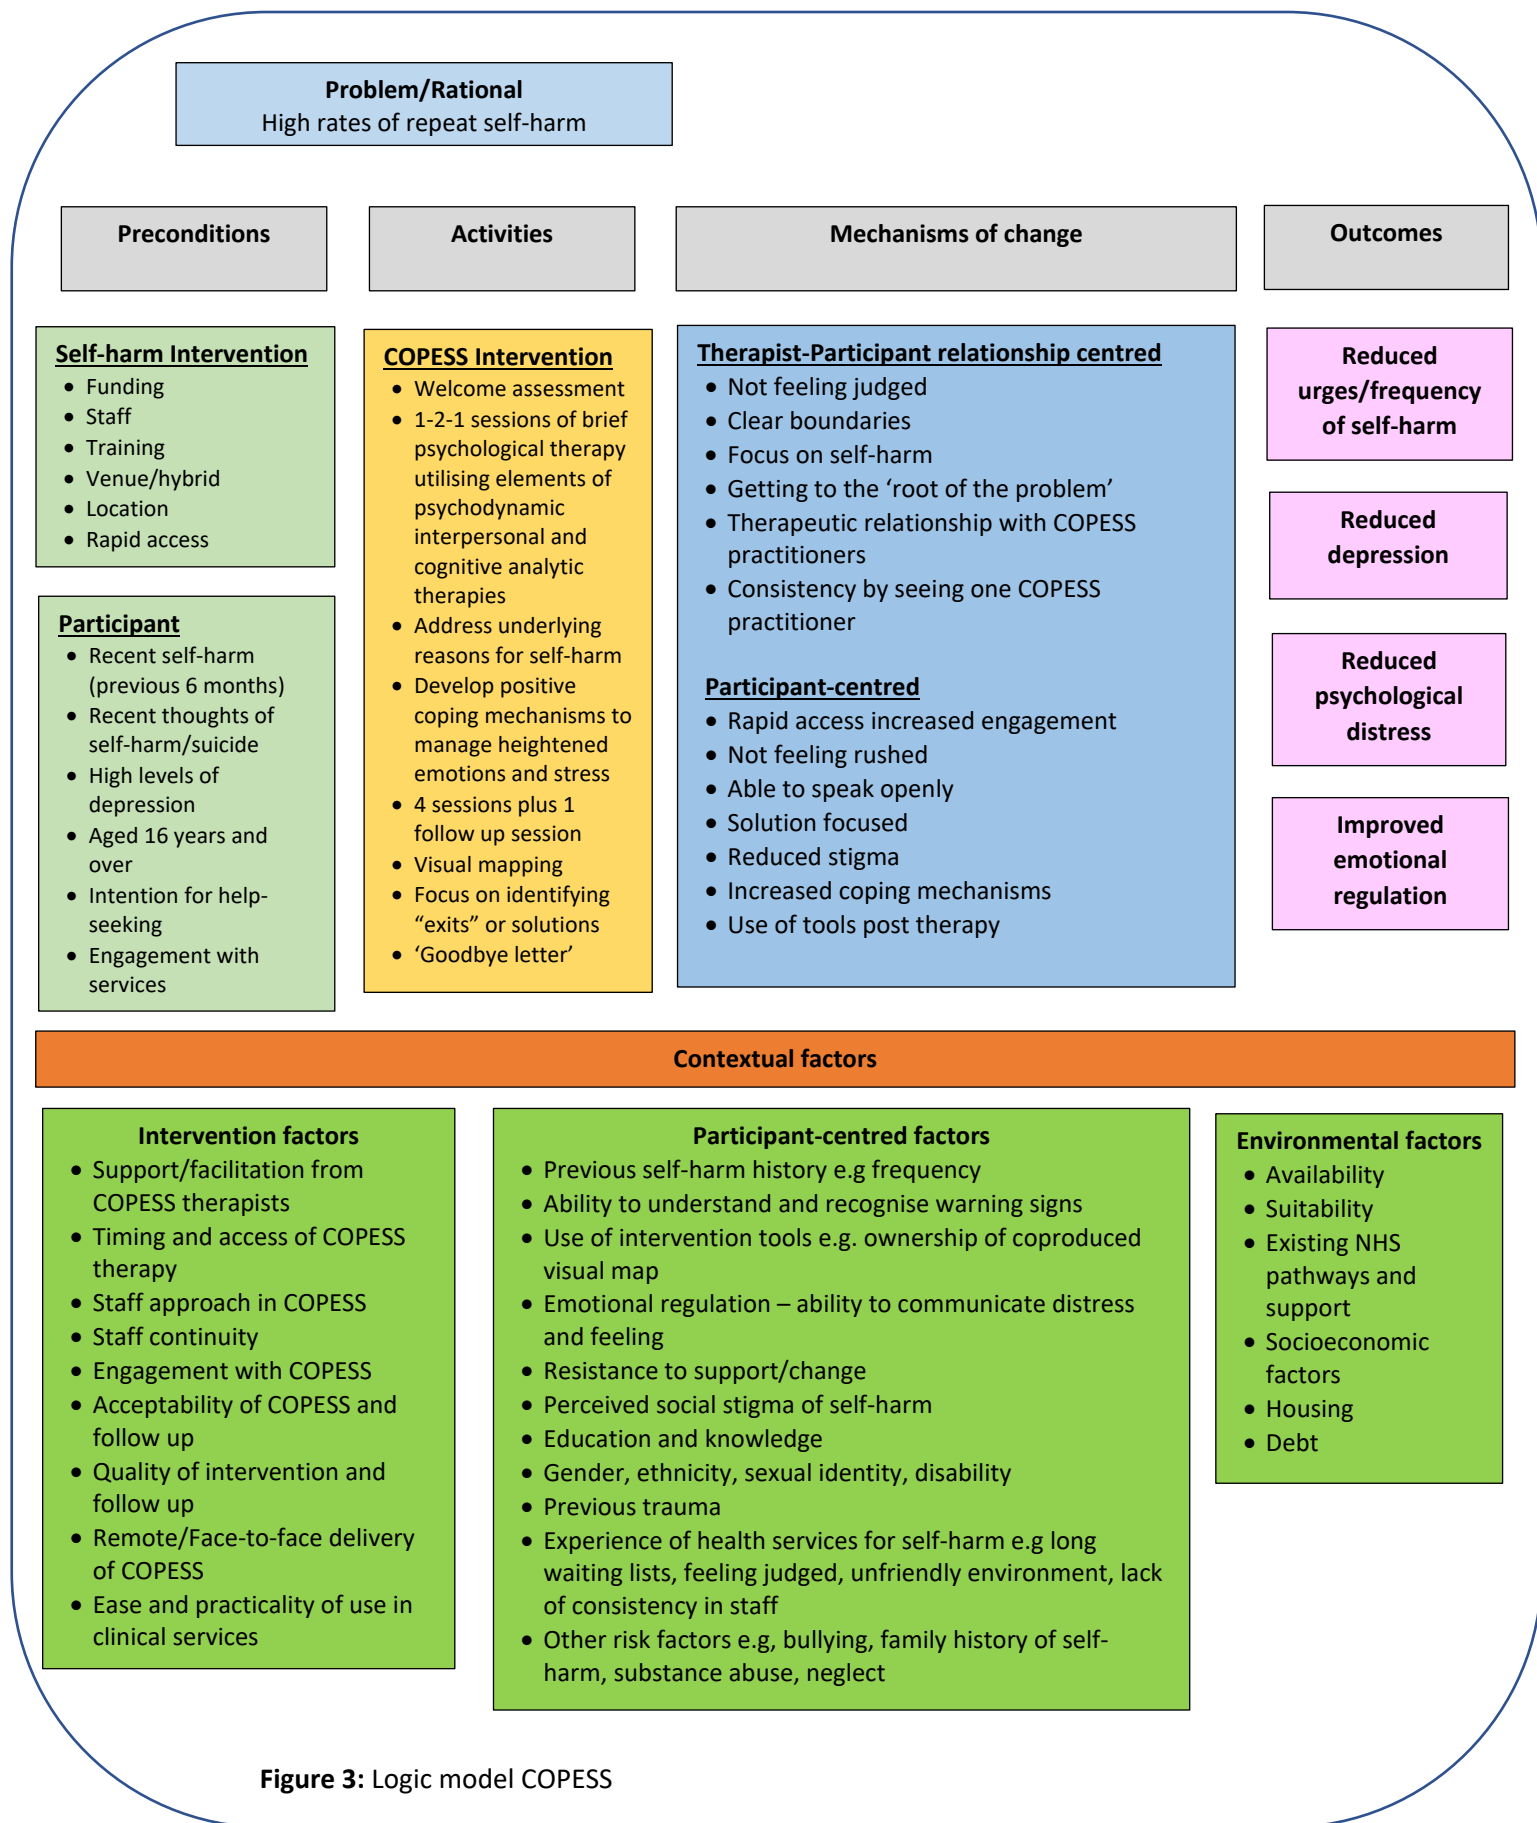 Problem/Rational
High rates of repeat self-harm
Preconditions
Activities
Mechanisms of change
Outcomes
Self-harm Intervention
• Funding
• Staff
• Training
• Venue/hybrid
• Location
• Rapid access
Participant
• Recent self-harm
(previous 6 months)
• Recent thoughts of
self-harm/suicide
• High levels of
depression
• Aged 16 years and
over
• Intention for help-
seeking
• Engagement with
services
COPESS Intervention
• Welcome assessment
• 1-2-1 sessions of brief
psychological therapy
utilising elements of
psychodynamic
interpersonal and
cognitive analytic
therapies
• Address underlying
reasons for self-harm
• Develop positive
coping mechanisms to
manage heightened
emotions and stress
• 4 sessions plus 1
follow up session
• Visual mapping
• Focus on identifying
“exits” or solutions
• ‘Goodbye letter’
Therapist-Participant relationship centred
• Not feeling judged
• Clear boundaries
• Focus on self-harm
• Getting to the ‘root of the problem’
• Therapeutic relationship with COPESS
practitioners
• Consistency by seeing one COPESS
practitioner
Participant-centred
• Rapid access increased engagement
• Not feeling rushed
• Able to speak openly
• Solution focused
• Reduced stigma
• Increased coping mechanisms
• Use of tools post therapy
Reduced
urges/frequency
of self-harm
Reduced
depression
Reduced
psychological
distress
Improved
emotional
regulation
Contextual factors
Intervention factors
• Support/facilitation from
COPESS therapists
• Timing and access of COPESS
therapy
• Staff approach in COPESS
• Staff continuity
• Engagement with COPESS
• Acceptability of COPESS and
follow up
• Quality of intervention and
follow up
• Remote/Face-to-face delivery
of COPESS
• Ease and practicality of use in
clinical services
Participant-centred factors
• Previous self-harm history e.g frequency
• Ability to understand and recognise warning signs
• Use of intervention tools e.g. ownership of coproduced
visual map
• Emotional regulation – ability to communicate distress
and feeling
• Resistance to support/change
• Perceived social stigma of self-harm
• Education and knowledge
• Gender, ethnicity, sexual identity, disability
• Previous trauma
• Experience of health services for self-harm e.g long
waiting lists, feeling judged, unfriendly environment, lack
of consistency in staff
• Other risk factors e.g, bullying, family history of self-
harm, substance abuse, neglect
Environmental factors
• Availability
• Suitability
• Existing NHS
pathways and
support
• Socioeconomic
factors
• Housing
• Debt
Figure 3: Logic model COPESS